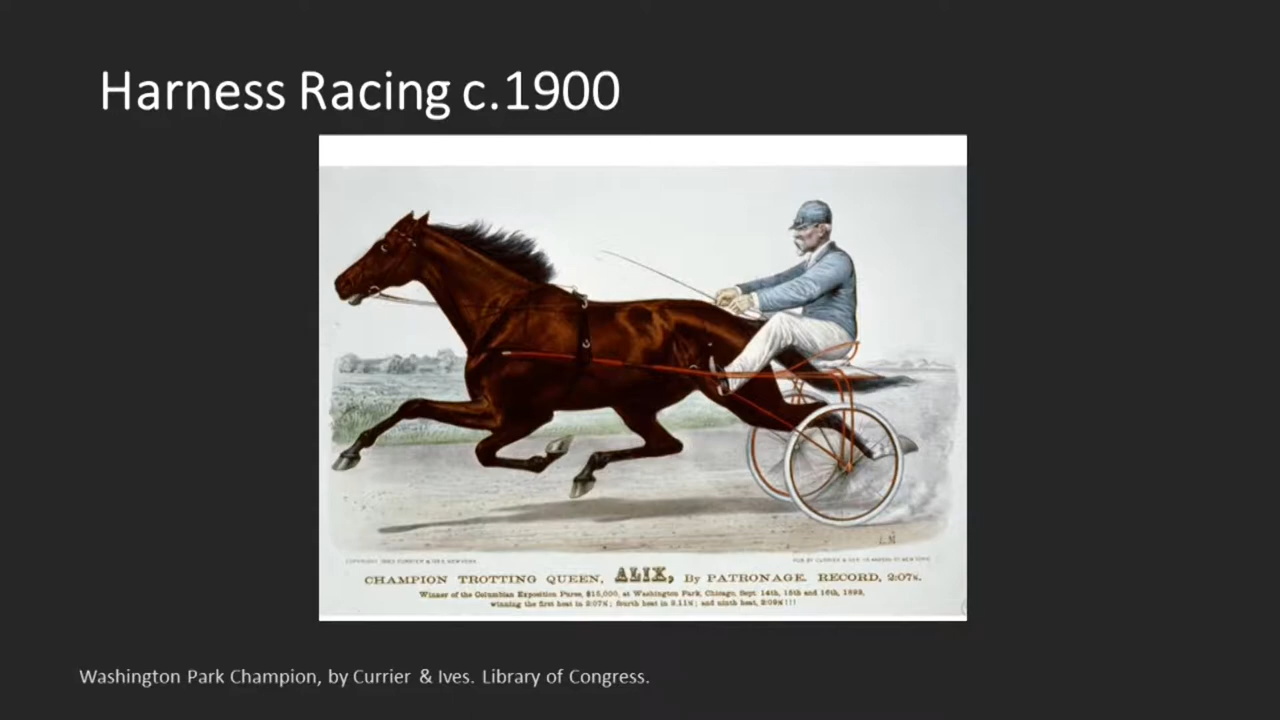 Harness Racing c.1900
CHAMPION TROTTING QUEEN, ALIX, By PATRONAGE. RECORD, 2:07¾.
Winner of the Columbian Exposition Purse, $15,000, at Washington Park, Chicago, Sept. 14th, 15th and 16th, 1893,
winning the first heat in 2:07¾; fourth heat in 2.11¾; and ninth heat, 2:09¾!!!
Washington Park Champion, by Currier & Ives. Library of Congress.